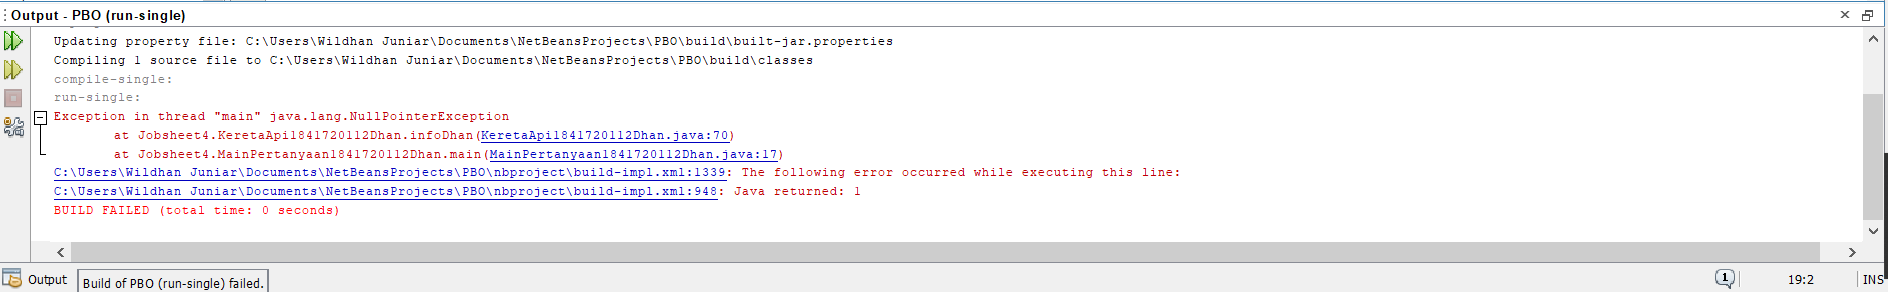 Output - PBO (run-single)
Updating property file: C:\Users\Wildhan Juniar\Documents\NetBeansProjects\PBO\build\built-jar.properties
Compiling 1 source file to C:\Users\Wildhan Juniar\Documents\NetBeansProjects\PBO\build\classes
compile-single:
run-single:
Exception in thread "main" java.lang.NullPointerException
at Jobsheet4.KeretaApi1841720112Dhan.infoDhan(KeretaApi1841720112Dhan.java:70)
at Jobsheet4.MainPertanyaan1841720112Dhan.main(MainPertanyaan1841720112Dhan.java:17)
C:\Users\Wildhan Juniar\Documents\NetBeansProjects\PBO\nbproject\build-impl.xml:1339: The following error occurred while executing this line:
C:\Users\Wildhan Juniar\Documents\NetBeansProjects\PBO\nbproject\build-impl.xml:948: Java returned: 1
BUILD FAILED (total time: 0 seconds)
Output Build of PBO (run-single) failed. 1 19:2 INS